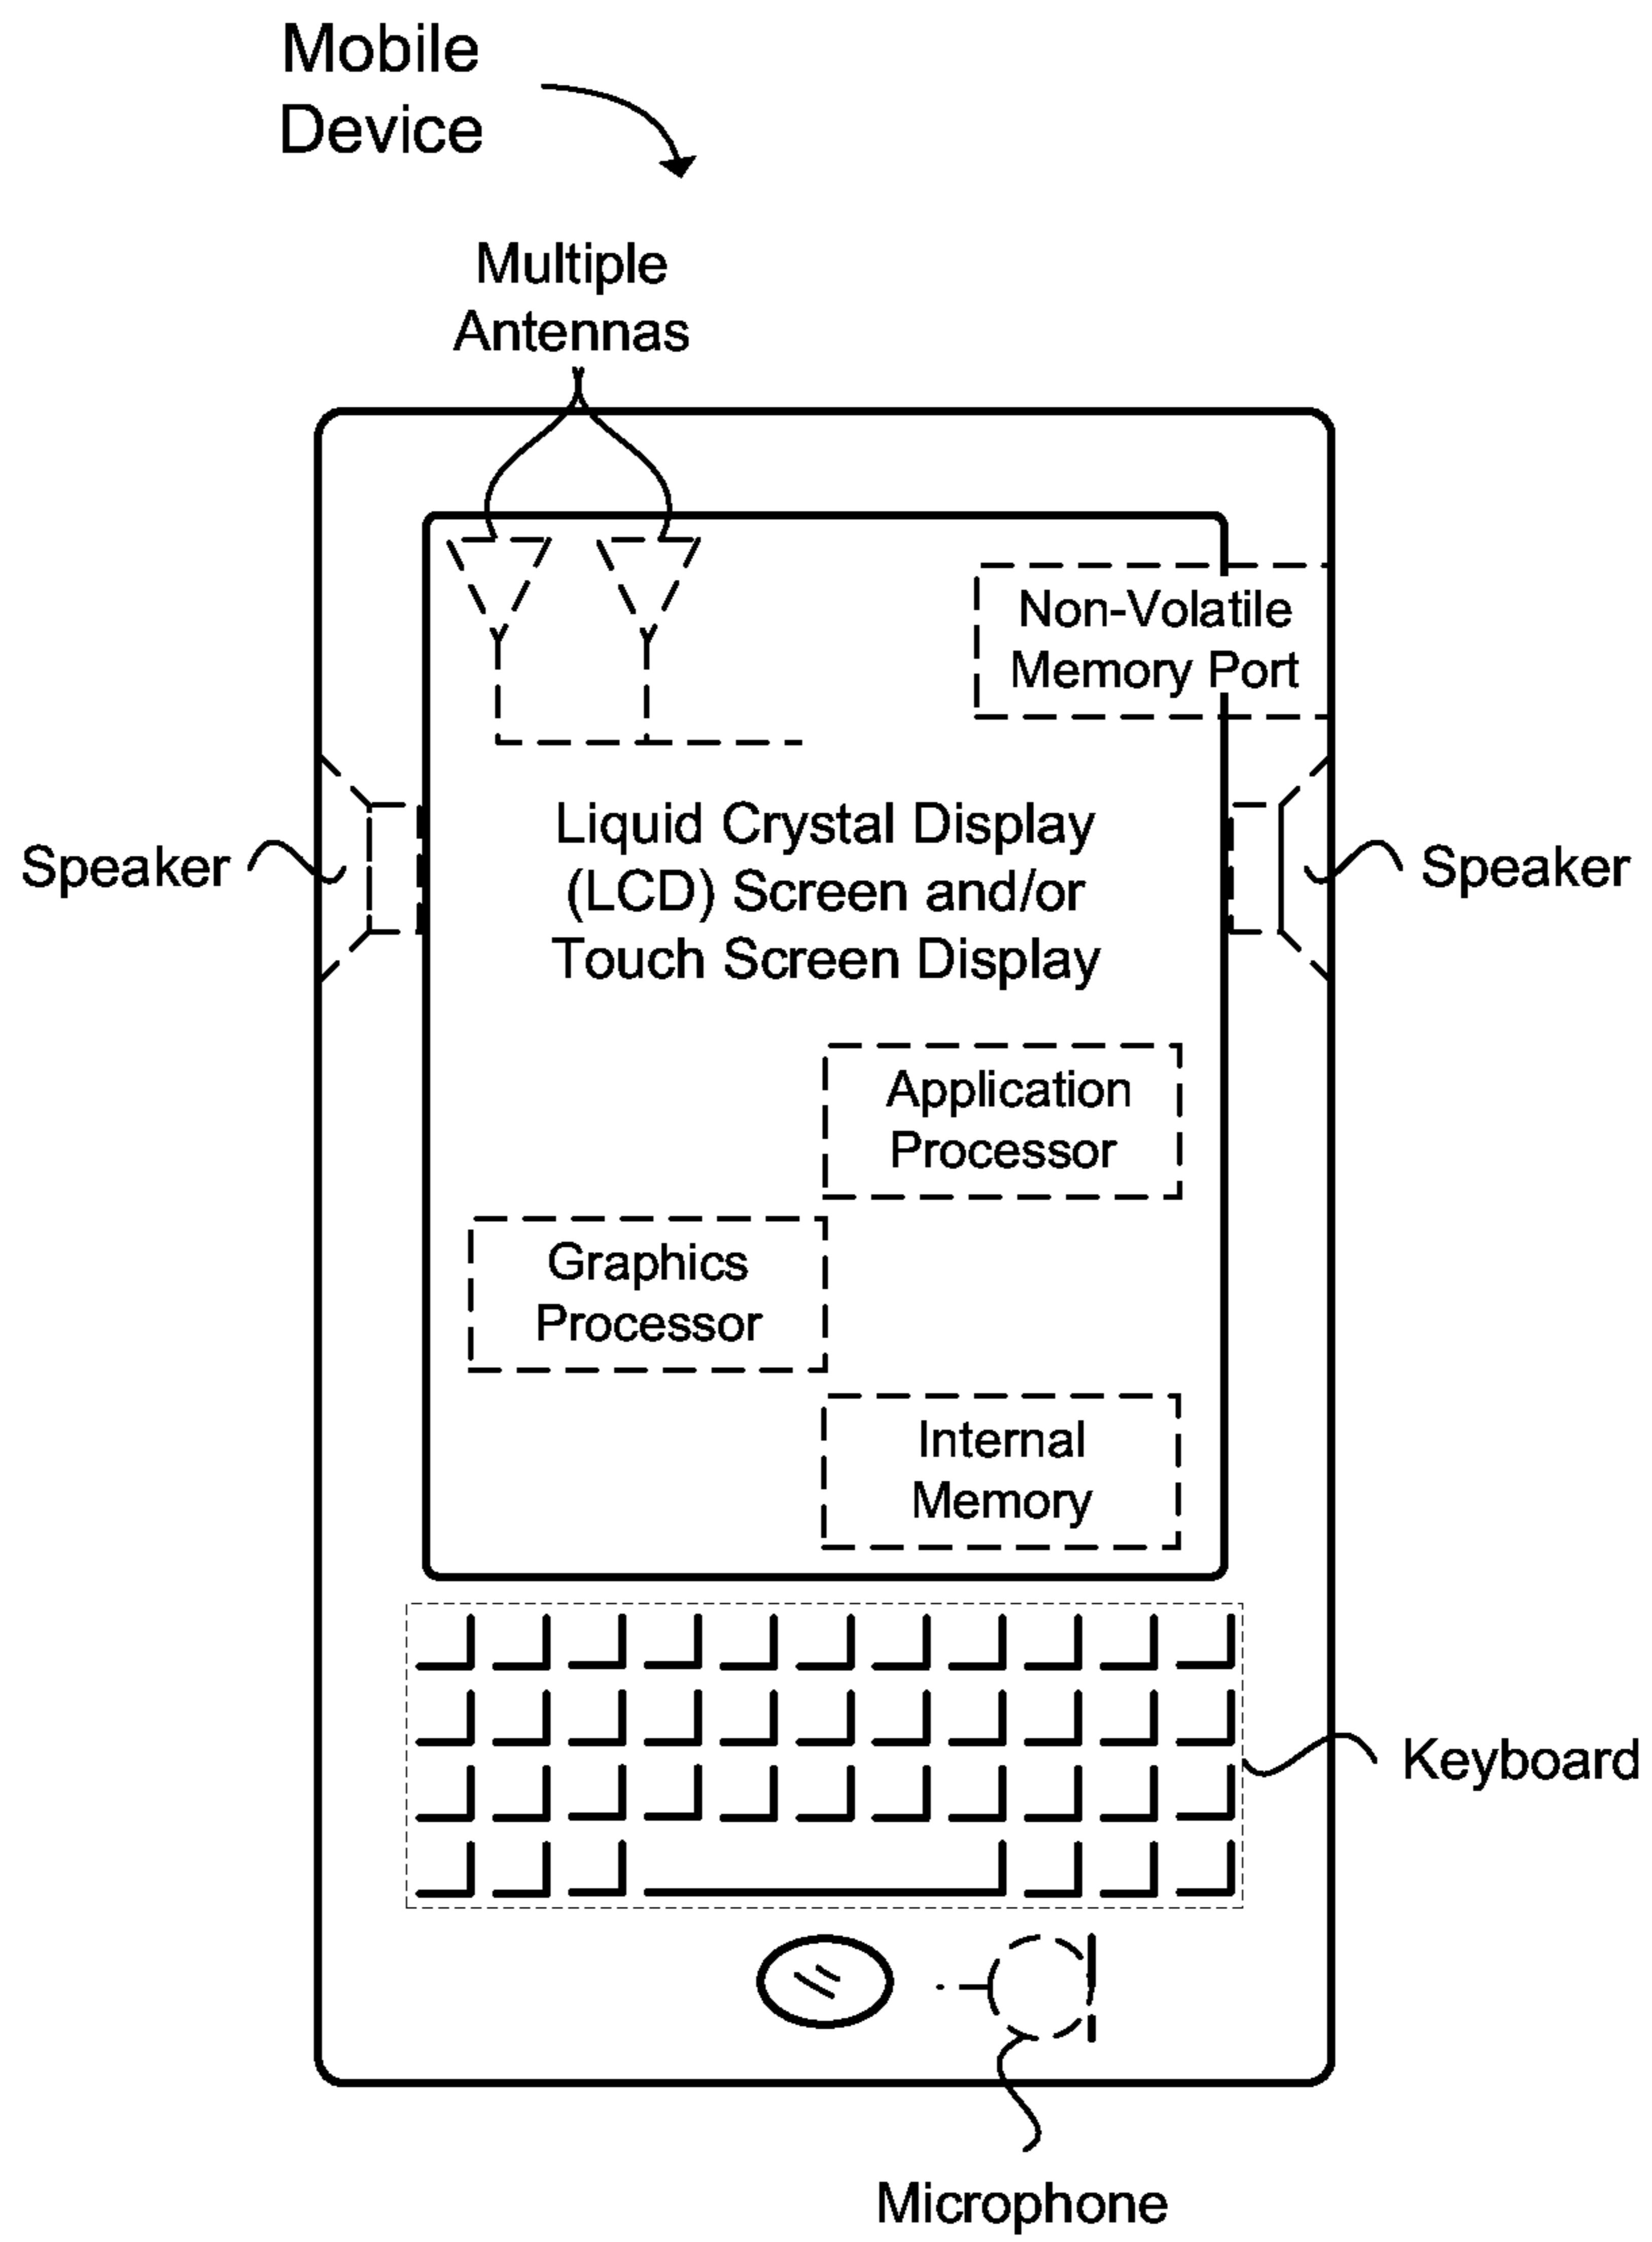 Mobile
Device
Multiple
Antennas
Non-Volatile
Memory Port
Liquid Crystal Display
(LCD) Screen and/or
Touch Screen Display
Speaker
Speaker
Application
Processor
Graphics
Processor
Internal
Memory
Keyboard
Microphone